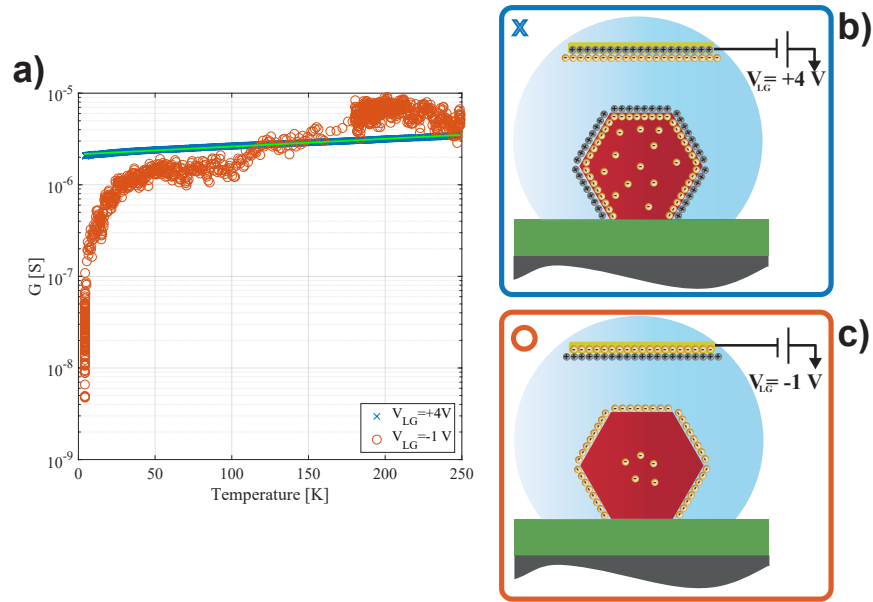 a)
G [S]
10^-5
10^-6
10^-7
10^-8
10^-9
0 50 100 150 200 250
Temperature [K]
× V_LG=+4V
○ V_LG=-1 V
X
b)
V_LG= +4 V
c)
V_LG= -1 V